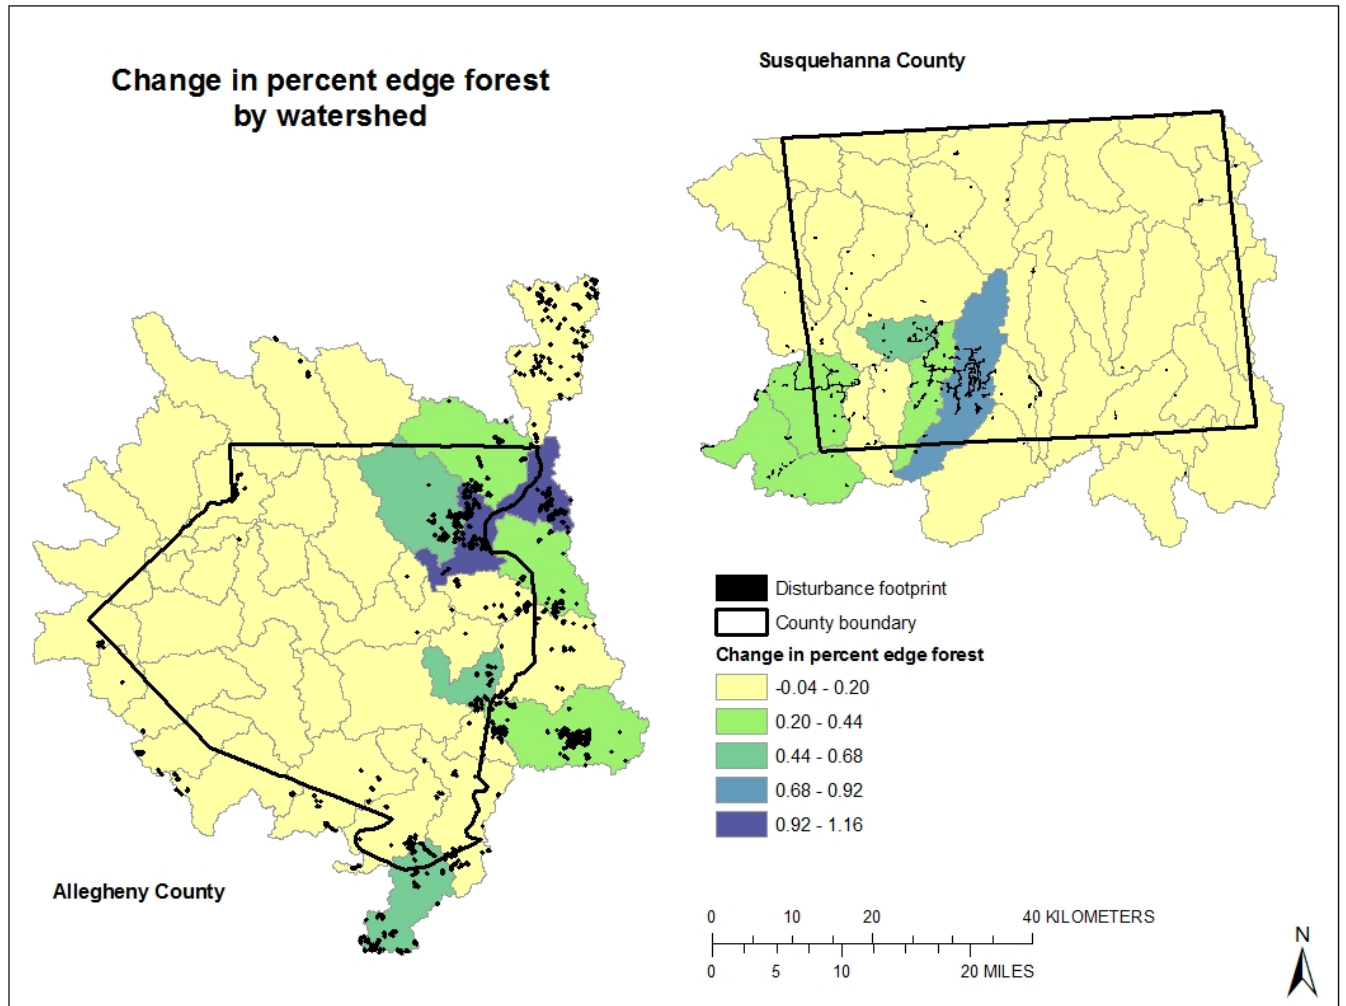 Change in percent edge forest
by watershed
Susquehanna County
Allegheny County
Disturbance footprint
County boundary
Change in percent edge forest
-0.04 - 0.20
0.20 - 0.44
0.44 - 0.68
0.68 - 0.92
0.92 - 1.16
0 10 20 40 KILOMETERS
0 5 10 20 MILES
N